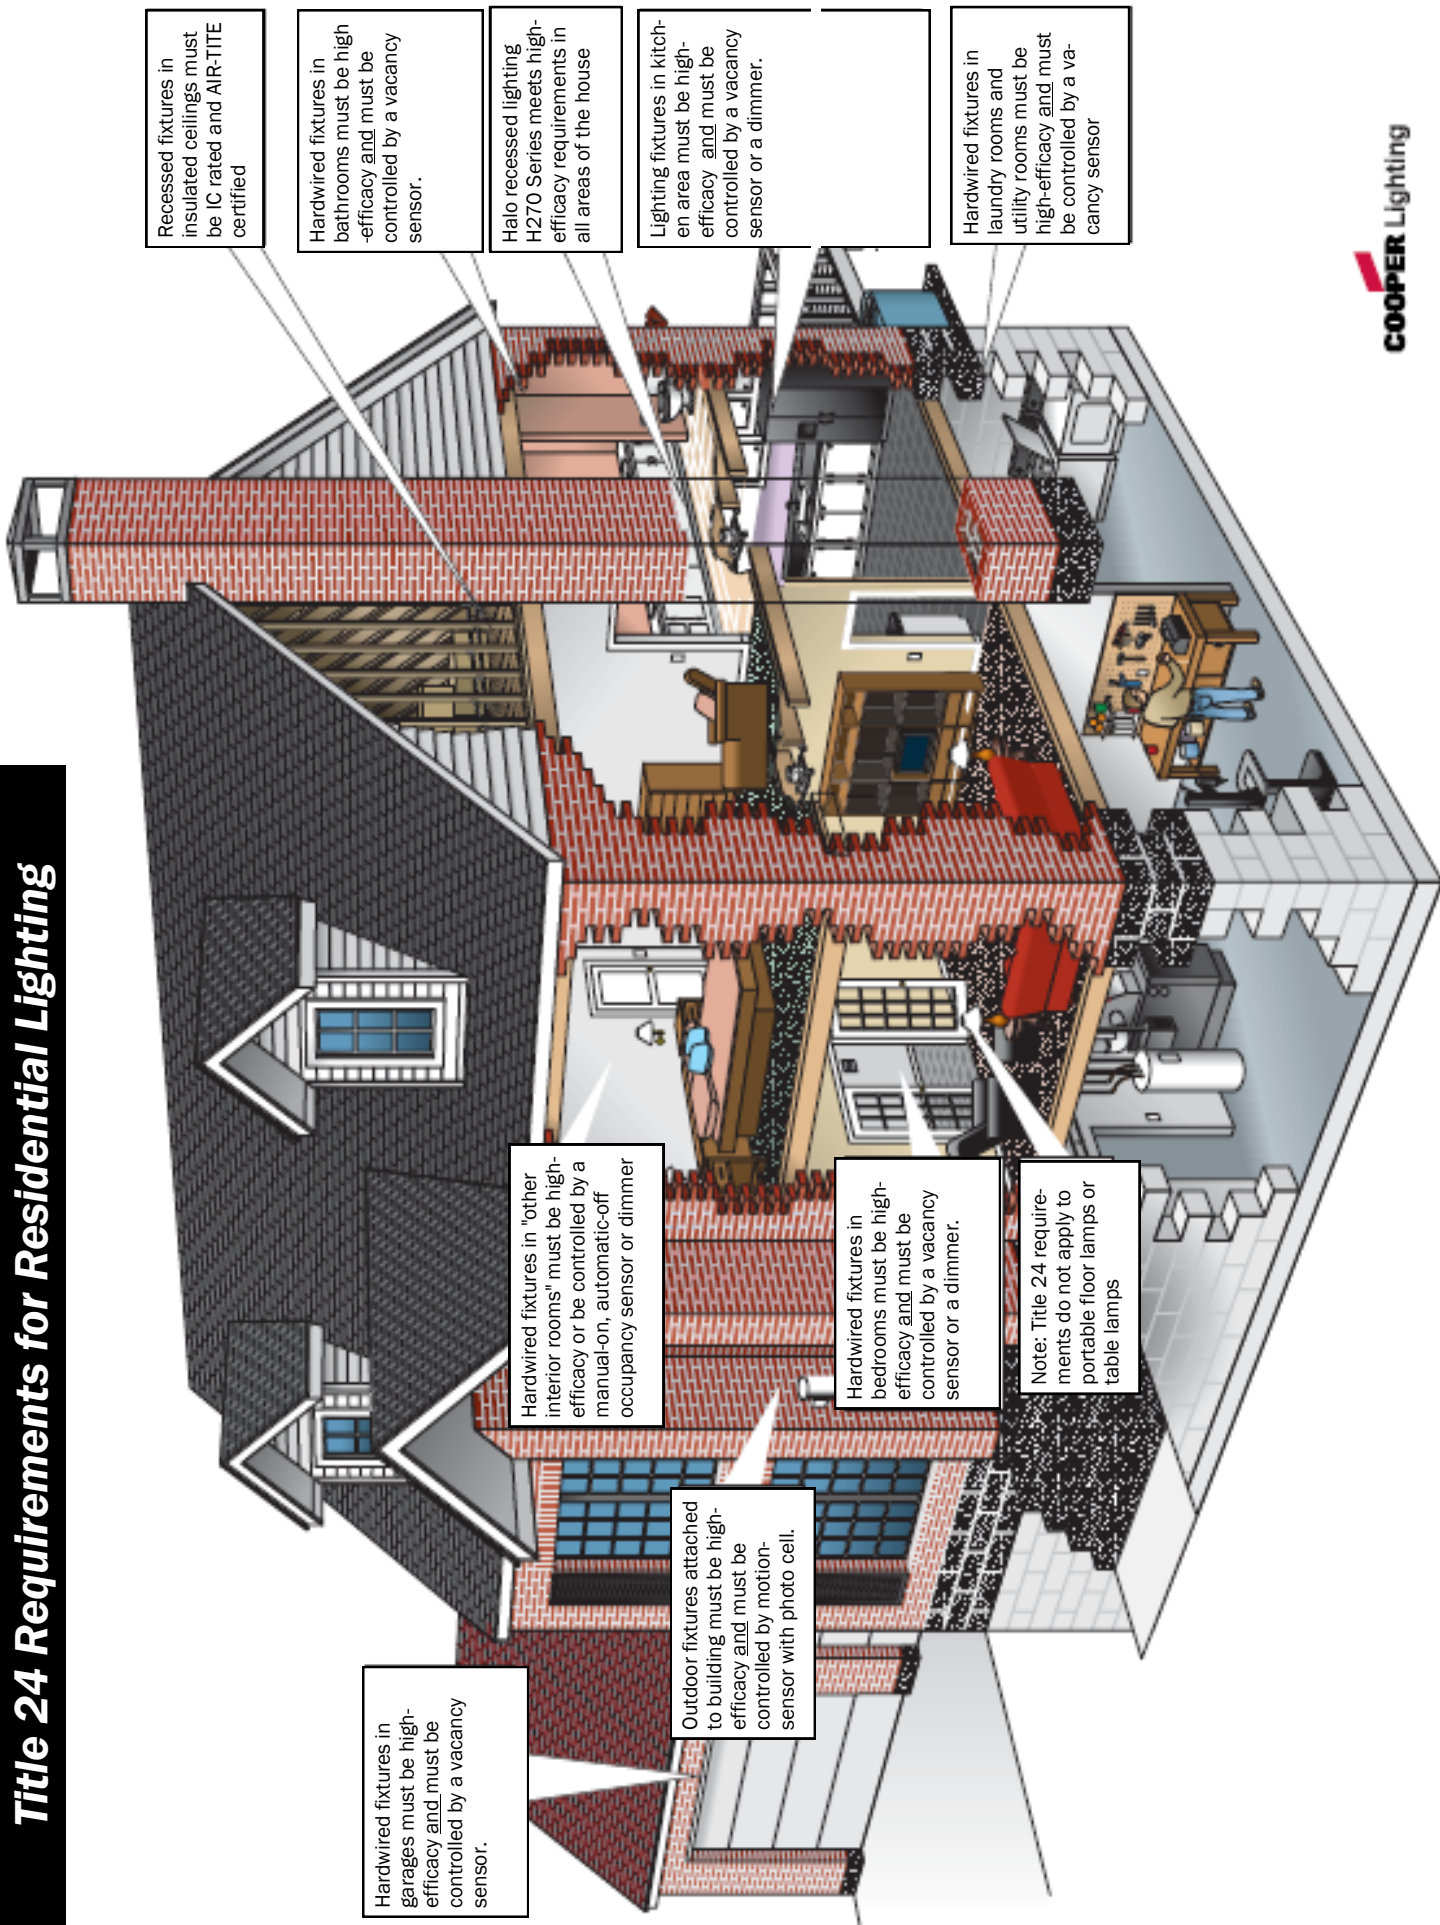 Title 24 Requirements for Residential Lighting
Recessed fixtures in
insulated ceilings must
be IC rated and AIR-TITE
certified
Hardwired fixtures in
bathrooms must be high
-efficacy and must be
controlled by a vacancy
sensor.
Halo recessed lighting
H270 Series meets high-
efficacy requirements in
all areas of the house
Lighting fixtures in kitch-
en area must be high-
efficacy and must be
controlled by a vacancy
sensor or a dimmer.
Hardwired fixtures in
laundry rooms and
utility rooms must be
high-efficacy and must
be controlled by a va-
cancy sensor
Hardwired fixtures in "other
interior rooms" must be high-
efficacy or be controlled by a
manual-on, automatic-off
occupancy sensor or dimmer
Hardwired fixtures in
bedrooms must be high-
efficacy and must be
controlled by a vacancy
sensor or a dimmer.
Note: Title 24 require-
ments do not apply to
portable floor lamps or
table lamps
Outdoor fixtures attached
to building must be high-
efficacy and must be
controlled by motion-
sensor with photo cell.
Hardwired fixtures in
garages must be high-
efficacy and must be
controlled by a vacancy
sensor.
COOPER Lighting